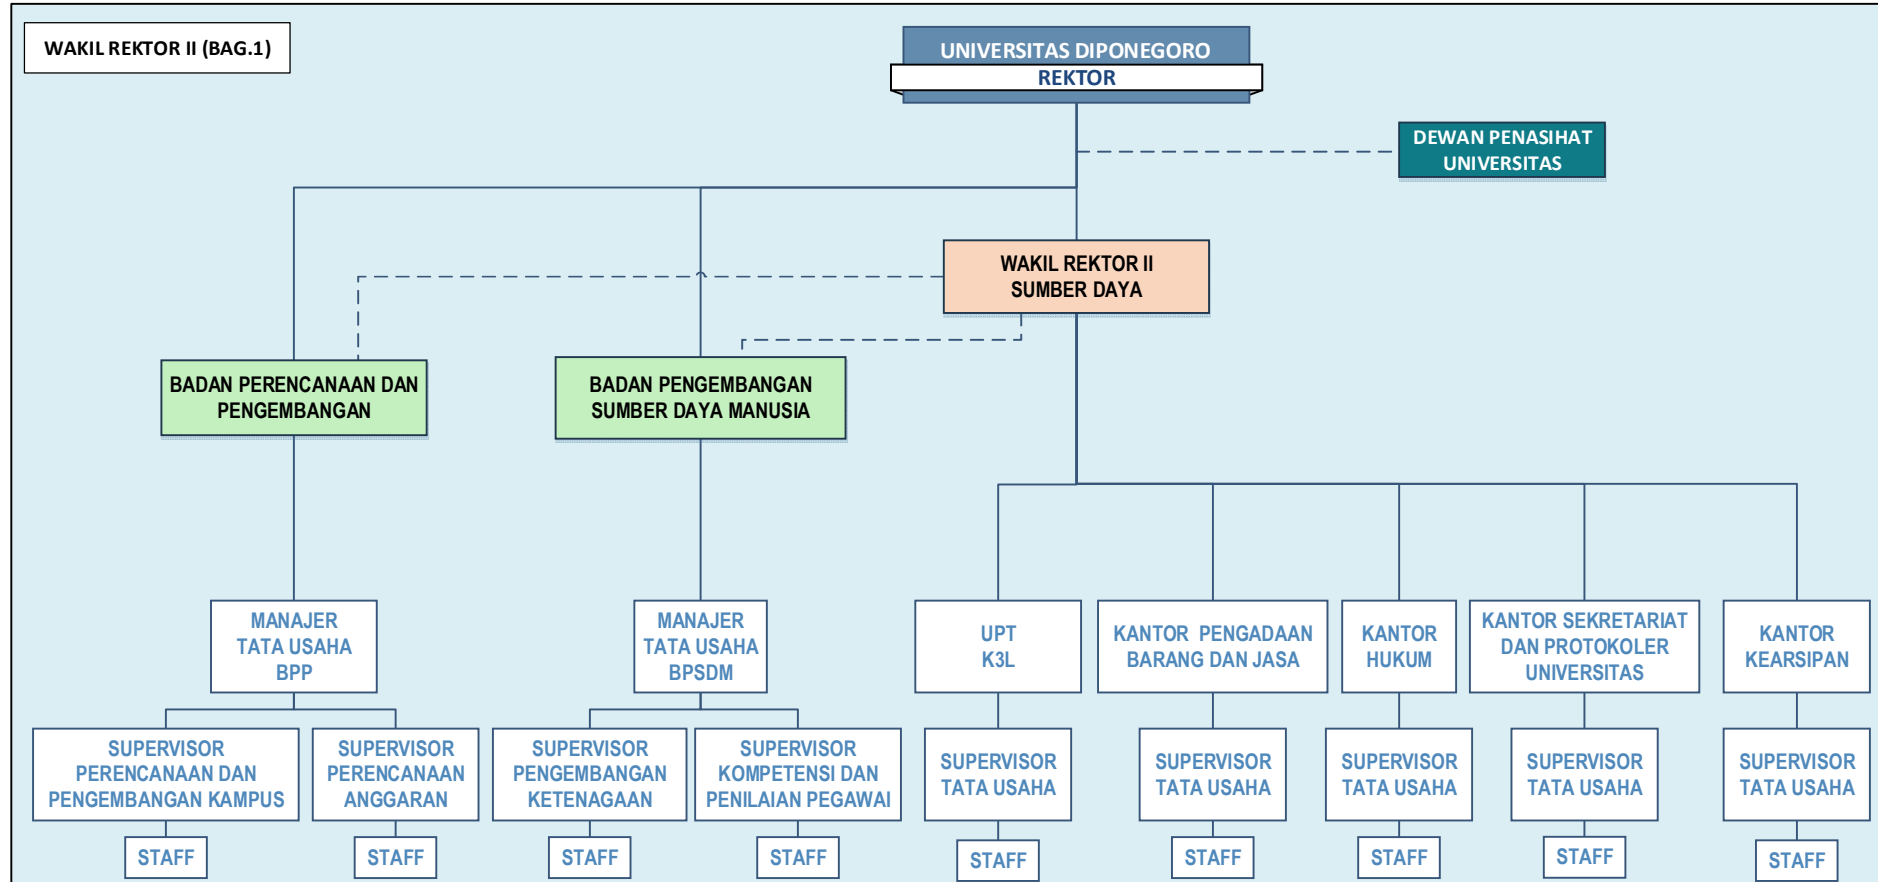 WAKIL REKTOR II (BAG.1)
UNIVERSITAS DIPONEGORO
REKTOR
DEWAN PENASIHAT
UNIVERSITAS
WAKIL REKTOR II
SUMBER DAYA
BADAN PERENCANAAN DAN
PENGEMBANGAN
BADAN PENGEMBANGAN
SUMBER DAYA MANUSIA
MANAJER
TATA USAHA
BPP
MANAJER
TATA USAHA
BPSDM
UPT
K3L
KANTOR PENGADAAN
BARANG DAN JASA
KANTOR
HUKUM
KANTOR SEKRETARIAT
DAN PROTOKOLER
UNIVERSITAS
KANTOR
KEARSIPAN
SUPERVISOR
PERENCANAAN DAN
PENGEMBANGAN KAMPUS
SUPERVISOR
PERENCANAAN
ANGGARAN
SUPERVISOR
PENGEMBANGAN
KETENAGAAN
SUPERVISOR
KOMPETENSI DAN
PENILAIAN PEGAWAI
SUPERVISOR
TATA USAHA
SUPERVISOR
TATA USAHA
SUPERVISOR
TATA USAHA
SUPERVISOR
TATA USAHA
SUPERVISOR
TATA USAHA
STAFF
STAFF
STAFF
STAFF
STAFF
STAFF
STAFF
STAFF
STAFF